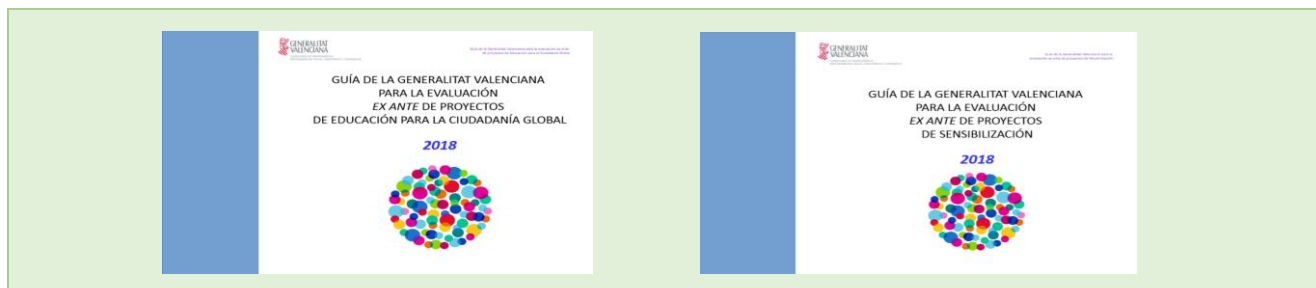 GENERALITAT
VALENCIANA
GUÍA DE LA GENERALITAT VALENCIANA
PARA LA EVALUACIÓN
EX ANTE DE PROYECTOS
DE EDUCACIÓN PARA LA CIUDADANÍA GLOBAL
2018
GENERALITAT
VALENCIANA
GUÍA DE LA GENERALITAT VALENCIANA
PARA LA EVALUACIÓN
EX ANTE DE PROYECTOS
DE SENSIBILIZACIÓN
2018